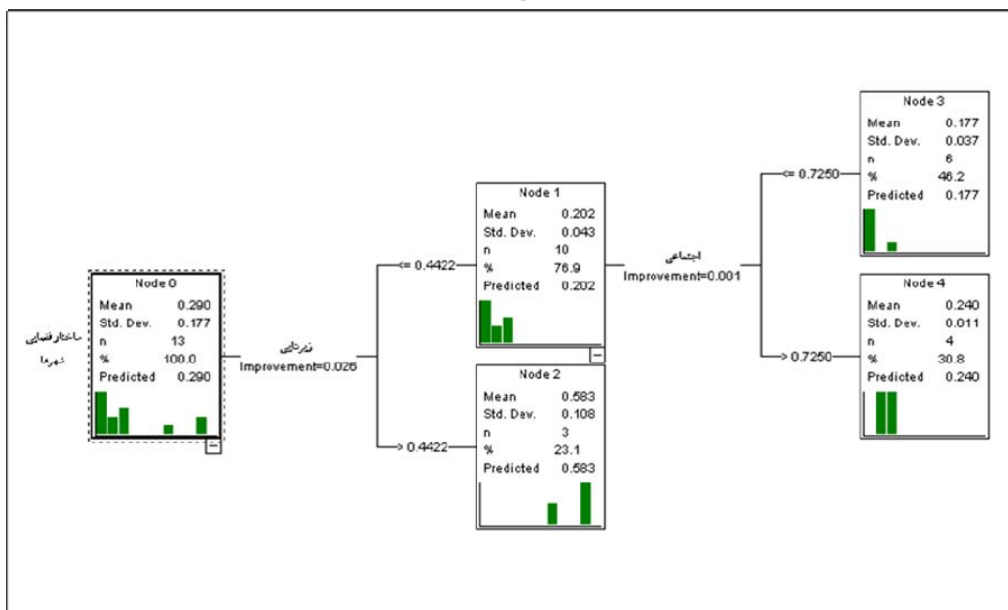 ساختار فضایی
شهرها
Node 0
Mean 0.290
Std. Dev. 0.177
n 13
% 100.0
Predicted 0.290
زیربنایی
Improvement=0.026
<= 0.4422
> 0.4422
Node 1
Mean 0.202
Std. Dev. 0.043
n 10
% 76.9
Predicted 0.202
Node 2
Mean 0.583
Std. Dev. 0.108
n 3
% 23.1
Predicted 0.583
اجتماعی
Improvement=0.001
<= 0.7250
> 0.7250
Node 3
Mean 0.177
Std. Dev. 0.037
n 6
% 46.2
Predicted 0.177
Node 4
Mean 0.240
Std. Dev. 0.011
n 4
% 30.8
Predicted 0.240